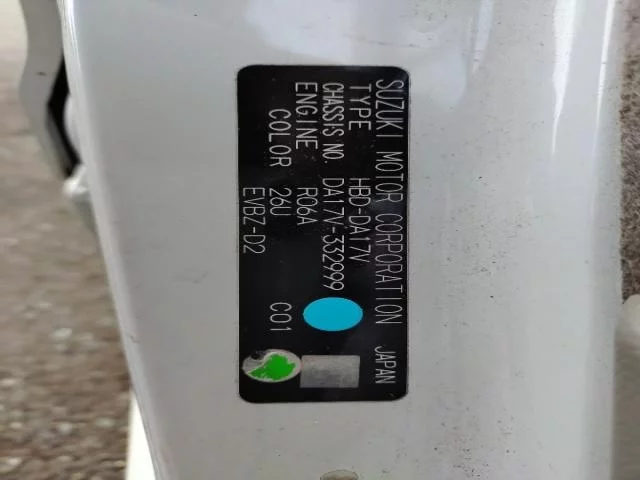 SUZUKI MOTOR CORPORATION JAPAN
TYPE HBD-DA17V
CHASSIS NO. DA17V-332999
ENGINE R06A
COLOR 26U C01
EVBZ-D2